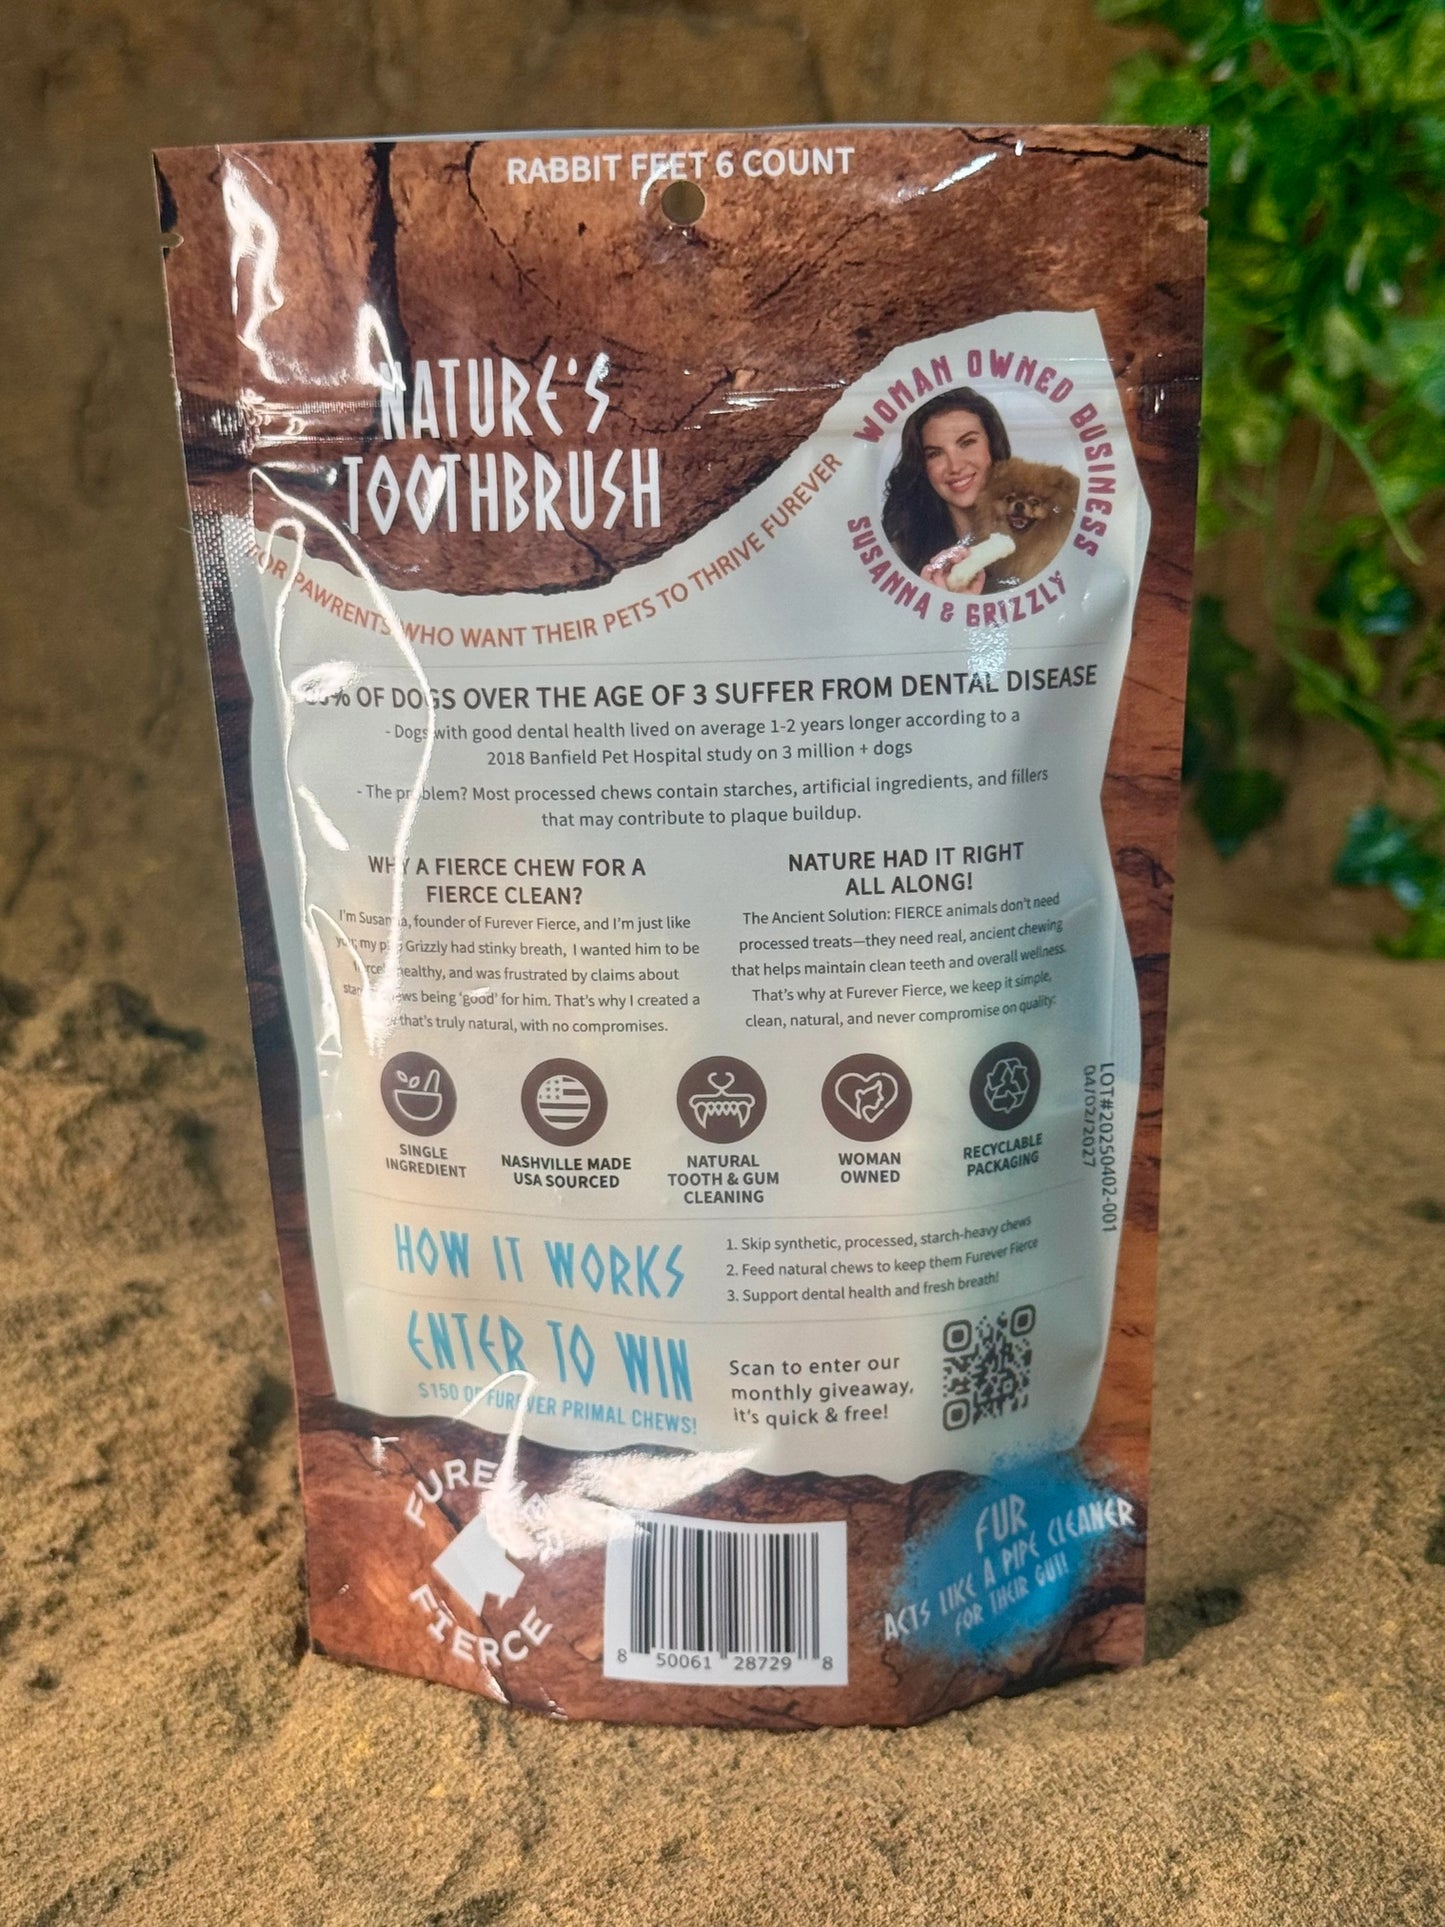 RABBIT FEET 6 COUNT
NATURE'S
TOOTHBRUSH
FOR PAWRENTS WHO WANT THEIR PETS TO THRIVE FUREVER
WOMAN OWNED BUSINESS
SUSANNA & GRIZZLY
OF DOGS OVER THE AGE OF 3 SUFFER FROM DENTAL DISEASE
- Dogs with good dental health lived on average 1-2 years longer according to a
2018 Banfield Pet Hospital study on 3 million + dogs
- The problem? Most processed chews contain starches, artificial ingredients, and fillers
that may contribute to plaque buildup.
WHY A FIERCE CHEW FOR A
FIERCE CLEAN?
I'm Susanna, founder of Furever Fierce, and I'm just like
my Grizzly had stinky breath, I wanted him to be
healthy, and was frustrated by claims about
being 'good' for him. That's why I created a
that's truly natural, with no compromises.
NATURE HAD IT RIGHT
ALL ALONG!
The Ancient Solution: FIERCE animals don't need
processed treats—they need real, ancient chewing
that helps maintain clean teeth and overall wellness.
That's why at Furever Fierce, we keep it simple,
clean, natural, and never compromise on quality.
SINGLE
INGREDIENT
NASHVILLE MADE
USA SOURCED
NATURAL
TOOTH & GUM
CLEANING
WOMAN
OWNED
RECYCLABLE
PACKAGING
LOT#20250402-001
04/02/2027
HOW IT WORKS
1. Skip synthetic, processed, starch-heavy chews
2. Feed natural chews to keep them Furever Fierce
3. Support dental health and fresh breath!
ENTER TO WIN
$150 OF FUREVER PRIMAL CHEWS!
Scan to enter our
monthly giveaway,
it's quick & free!
FUREVER
FIERCE
8 50061 28729 8
FUR
ACTS LIKE A PIPE CLEANER
FOR THEIR GUT!